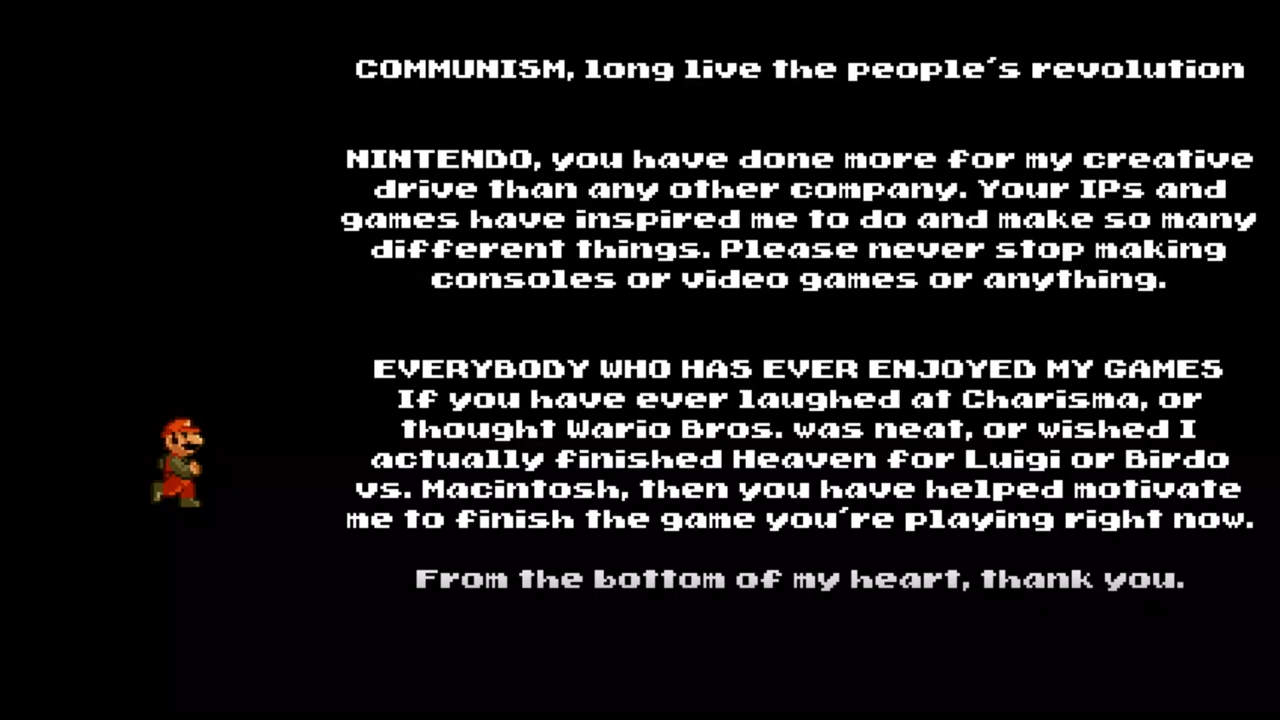 COMMUNISM, long live the people's revolution
NINTENDO, you have done more for my creative
drive than any other company. Your IPs and
games have inspired me to do and make so many
different things. Please never stop making
consoles or video games or anything.
EVERYBODY WHO HAS EVER ENJOYED MY GAMES
If you have ever laughed at Charisma, or
thought Wario Bros. was neat, or wished I
actually finished Heaven for Luigi or Birdo
vs. Macintosh, then you have helped motivate
me to finish the game you're playing right now.
From the bottom of my heart, thank you.